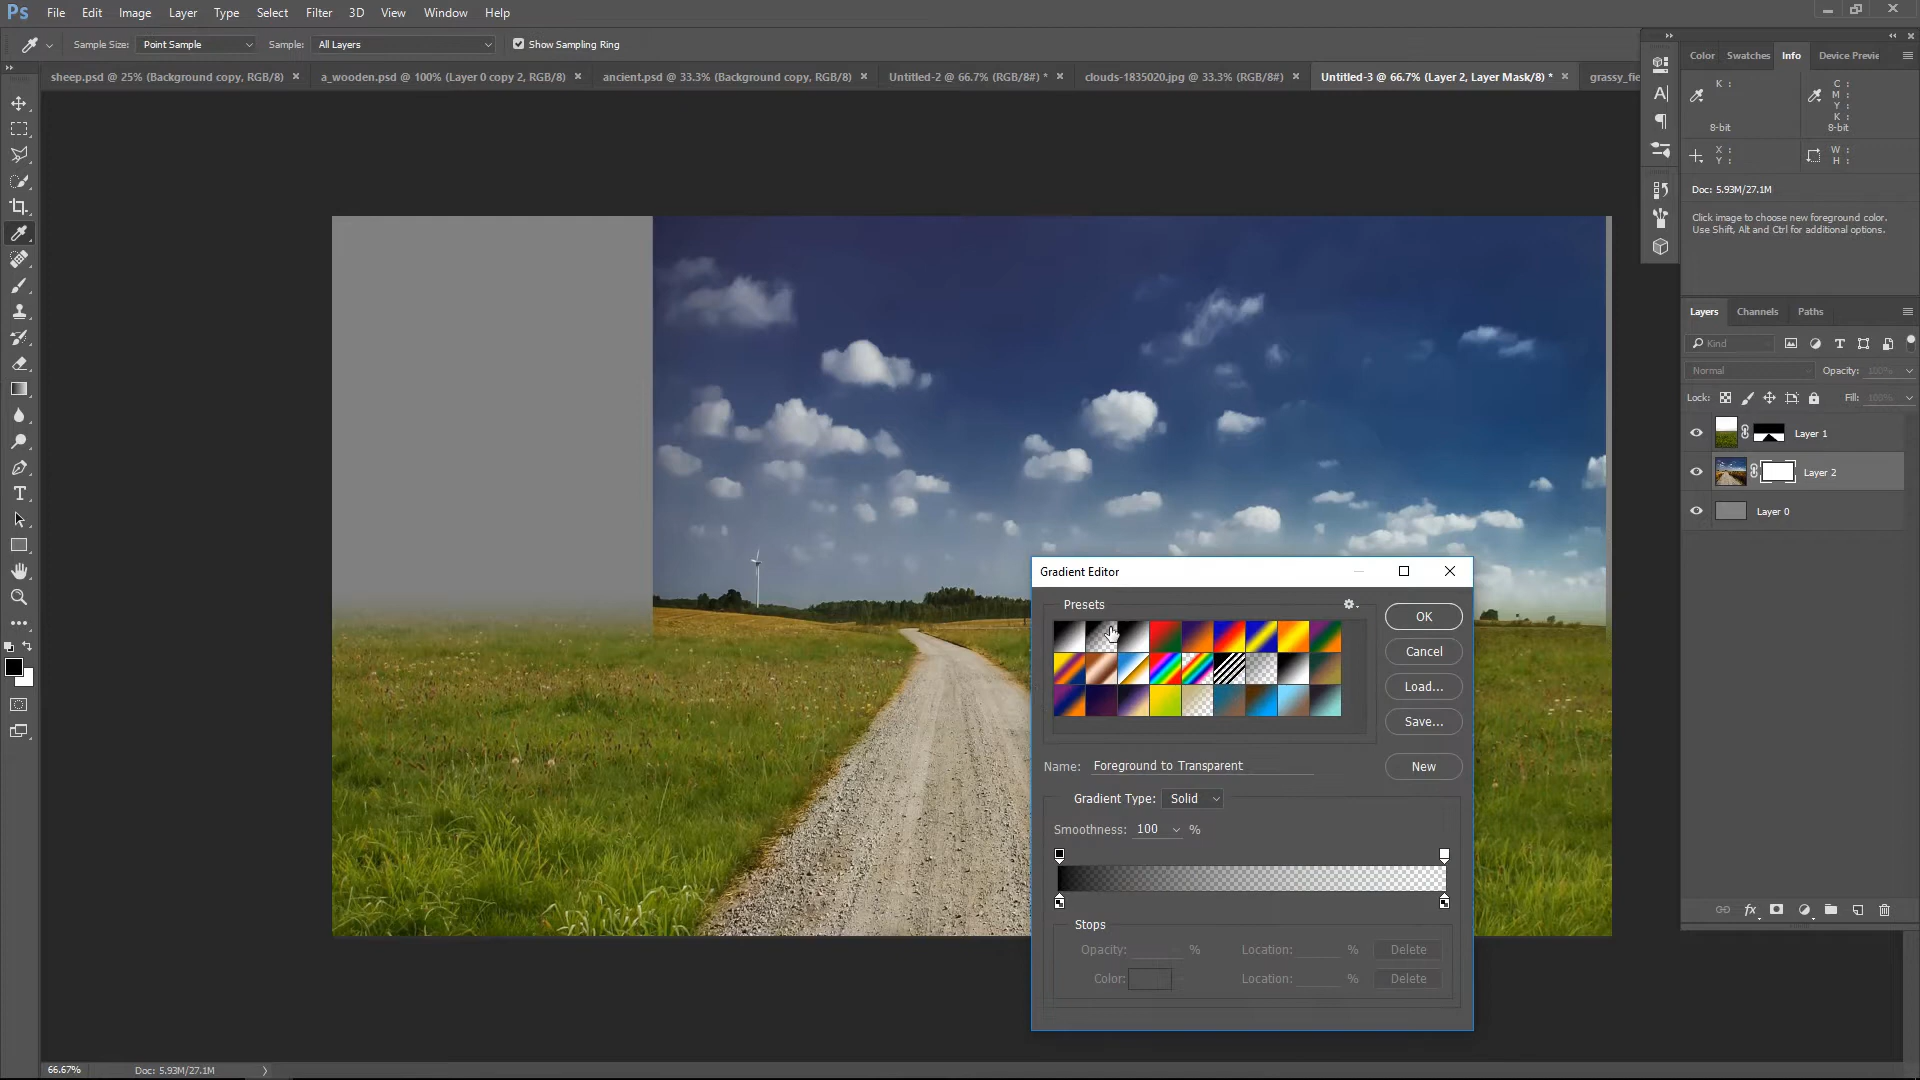 Ps File Edit Image Layer Type Select Filter 3D View Window Help
Sample Size: Point Sample Sample: All Layers Show Sampling Ring
sheep.psd @ 25% (Background copy, RGB/8) × a_wooden.psd @ 100% (Layer 0 copy 2, RGB/8) × ancient.psd @ 33.3% (Background copy, RGB/8) × Untitled-2 @ 66.7% (RGB/8#) * × clouds-1835020.jpg @ 33.3% (RGB/8#) × Untitled-3 @ 66.7% (Layer 2, Layer Mask/8) * × grassy_fie
Color Swatches Info Device Previe
K : C :
M :
Y :
K :
8-bit 8-bit
X : W :
Y : H :
Doc: 5.93M/27.1M
Click image to choose new foreground color.
Use Shift, Alt and Ctrl for additional options.
Layers Channels Paths
Kind
Normal Opacity: 100%
Lock: Fill: 100%
Layer 1
Layer 2
Layer 0
Gradient Editor
Presets
OK
Cancel
Load...
Save...
Name: Foreground to Transparent New
Gradient Type: Solid
Smoothness: 100 %
Stops
Opacity: % Location: % Delete
Color: Location: % Delete
66.67% Doc: 5.93M/27.1M